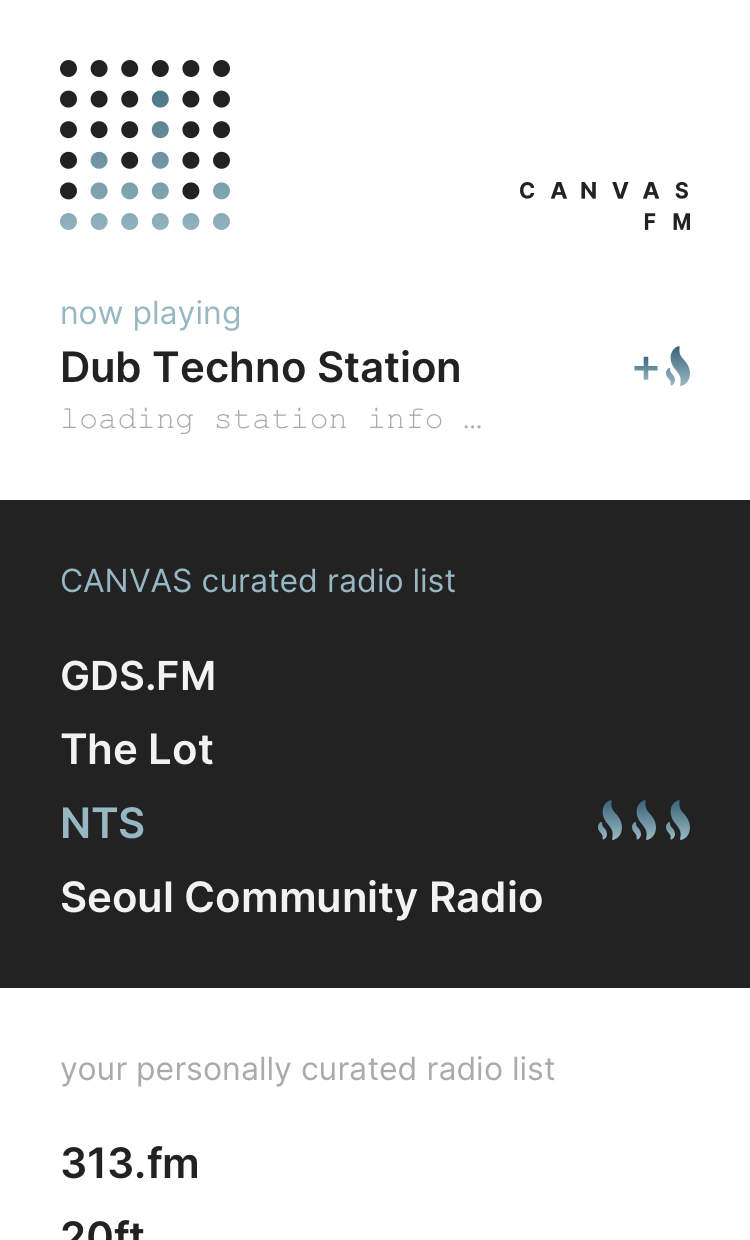 CANVAS
FM
now playing
Dub Techno Station
+
loading station info …
CANVAS curated radio list
GDS.FM
The Lot
NTS
Seoul Community Radio
your personally curated radio list
313.fm
20ft